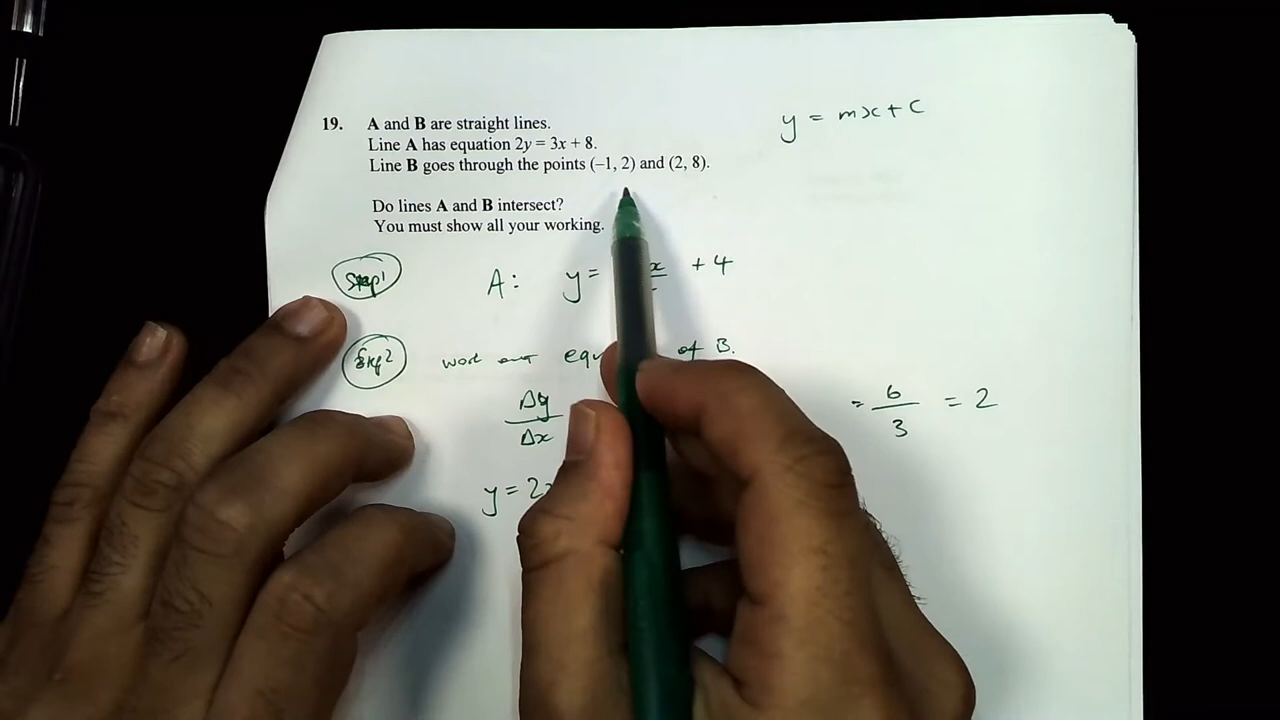 19. A and B are straight lines.
Line A has equation 2y = 3x + 8.
Line B goes through the points (−1, 2) and (2, 8).
y = mx + c
Do lines A and B intersect?
You must show all your working.
Step 1
A: y = x + 4
Step 2 work out equ of B.
Δy
Δx
= 6
3
= 2
y = 2x